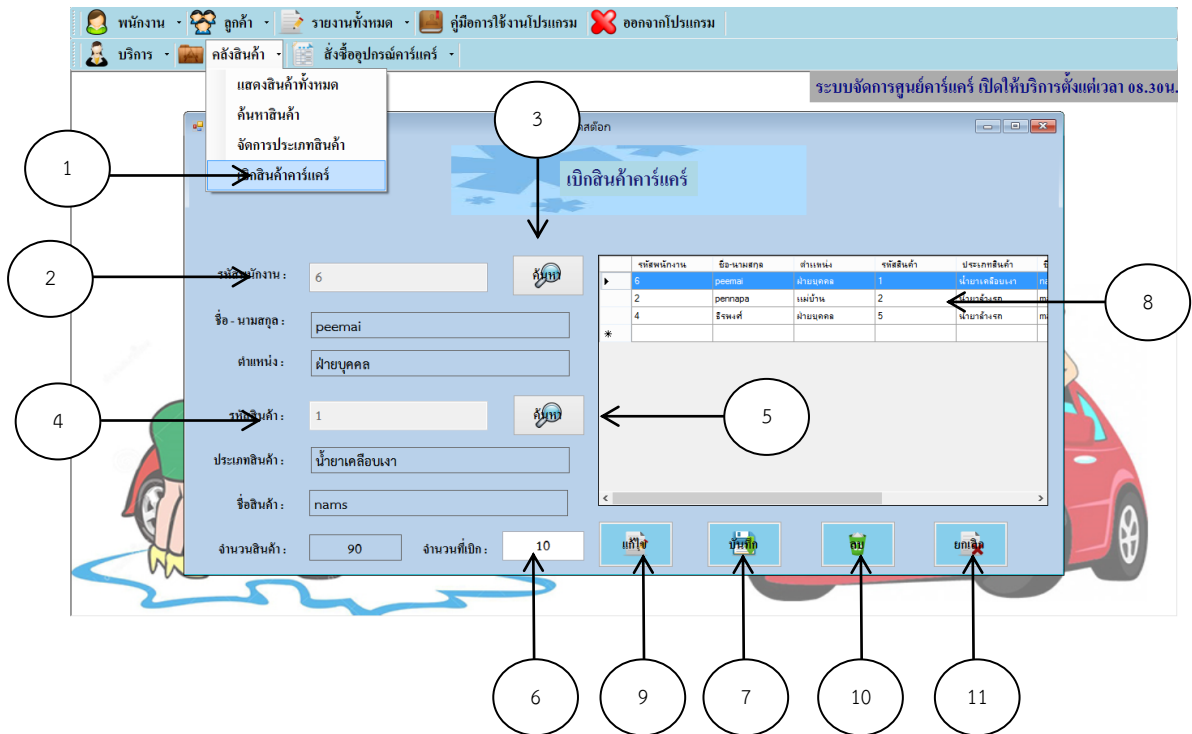 พนักงาน ลูกค้า รายงานทั้งหมด คู่มือการใช้งานโปรแกรม ออกจากโปรแกรม
บริการ คลังสินค้า สั่งซื้ออุปกรณ์คาร์แคร์
แสดงสินค้าทั้งหมด
ระบบจัดการศูนย์คาร์แคร์ เปิดให้บริการตั้งแต่เวลา 08.30น.
ค้นหาสินค้า
3
จัดการประเภทสินค้า
1
เบิกสินค้าคาร์แคร์
เบิกสินค้าคาร์แคร์
2
รหัสพนักงาน : 6 ค้นหา
ชื่อ - นามสกุล : peemai
ตำแหน่ง : ฝ่ายบุคคล
4
รหัสสินค้า : 1 ค้นหา
5
ประเภทสินค้า : น้ำยาเคลือบเงา
ชื่อสินค้า : nams
จำนวนสินค้า : 90 จำนวนที่เบิก : 10
รหัสพนักงาน ชื่อ-นามสกุล ตำแหน่ง รหัสสินค้า ประเภทสินค้า
6 peemai ฝ่ายบุคคล 1 น้ำยาเคลือบเงา
2 pennapa แม่บ้าน 2 น้ำยาล้างรถ
4 ธีรพงศ์ ฝ่ายบุคคล 5 น้ำยาล้างรถ
8
แก้ไข บันทึก ลบ ยกเลิก
6 9 7 10 11